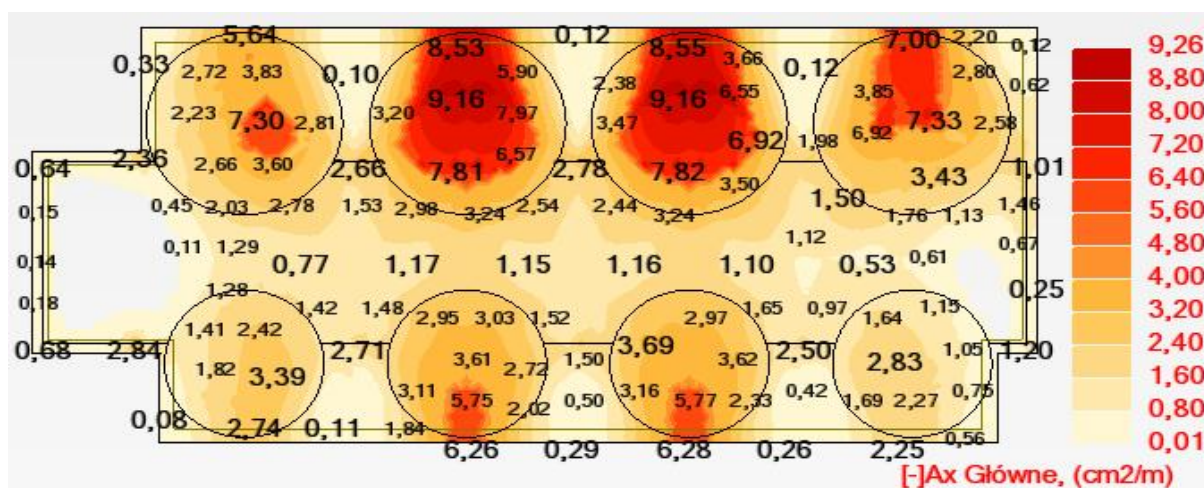 5,64 8,53 0,12 8,55 7,00 2,20 0,12 9,26
0,33 2,72 3,83 0,10 5,90 2,38 3,66 0,12 2,80 0,62 8,80
2,23 7,30 2,81 3,20 9,16 7,97 3,47 9,16 6,55 3,85 7,33 2,58 8,00
6,92 1,98 6,92 7,20
0,64 2,36 2,66 3,60 2,66 7,81 6,57 2,78 7,82 3,50 3,43 1,01 6,40
0,15 0,45 2,03 2,78 1,53 2,98 3,24 2,54 2,44 3,24 1,50 1,76 1,13 1,46 5,60
0,11 1,29 1,12 0,61 0,67 4,80
0,14 0,77 1,17 1,15 1,16 1,10 0,53 4,00
0,18 1,28 1,42 1,48 1,65 0,97 1,15 0,25 3,20
1,41 2,42 2,95 3,03 1,52 2,97 1,64
0,68 2,84 2,71 3,61 1,50 3,69 3,62 2,50 2,83 1,05 1,20 2,40
1,82 3,39 2,72 1,60
3,11 5,75 2,02 0,50 3,16 5,77 2,33 0,42 1,69 2,27 0,75 0,80
0,08 2,74 0,11 1,84 0,56 0,01
6,26 0,29 6,28 0,26 2,25
[-]Ax Główne, (cm2/m)